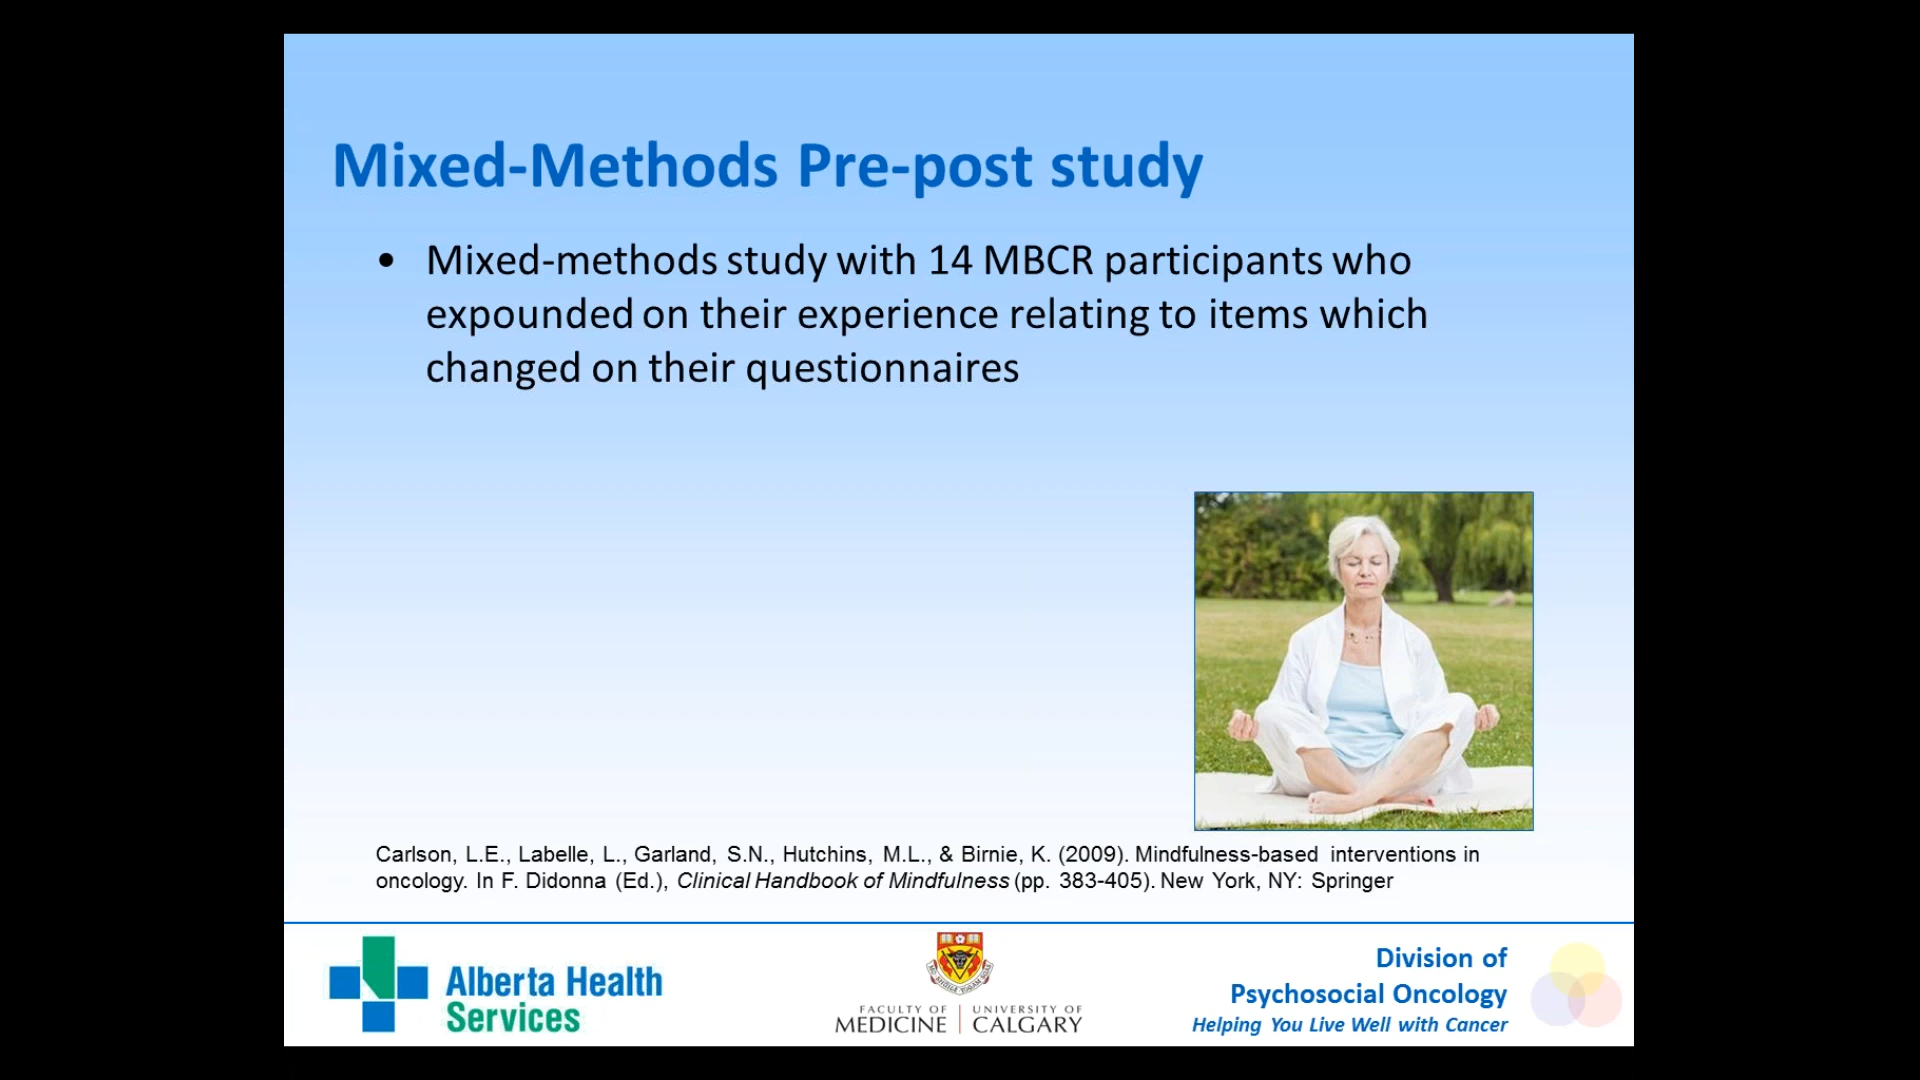 Mixed-Methods Pre-post study
• Mixed-methods study with 14 MBCR participants who
expounded on their experience relating to items which
changed on their questionnaires
Carlson, L.E., Labelle, L., Garland, S.N., Hutchins, M.L., & Birnie, K. (2009). Mindfulness-based interventions in
oncology. In F. Didonna (Ed.), Clinical Handbook of Mindfulness (pp. 383-405). New York, NY: Springer
Alberta Health
Services
FACULTY OF
MEDICINE
UNIVERSITY OF
CALGARY
Division of
Psychosocial Oncology
Helping You Live Well with Cancer